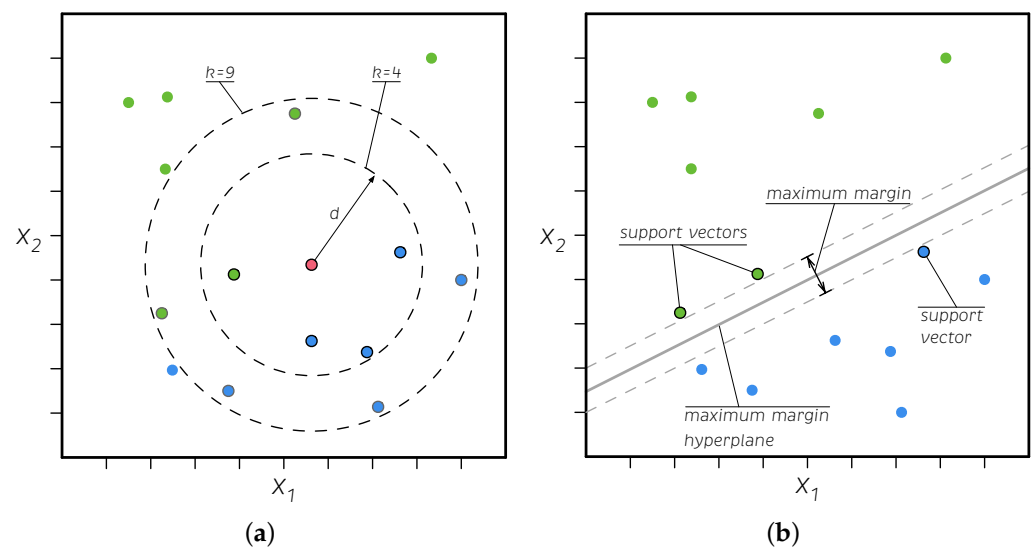 k=9
k=4
d
X2
X1
(a)
maximum margin
support vectors
X2
support
vector
maximum margin
hyperplane
X1
(b)